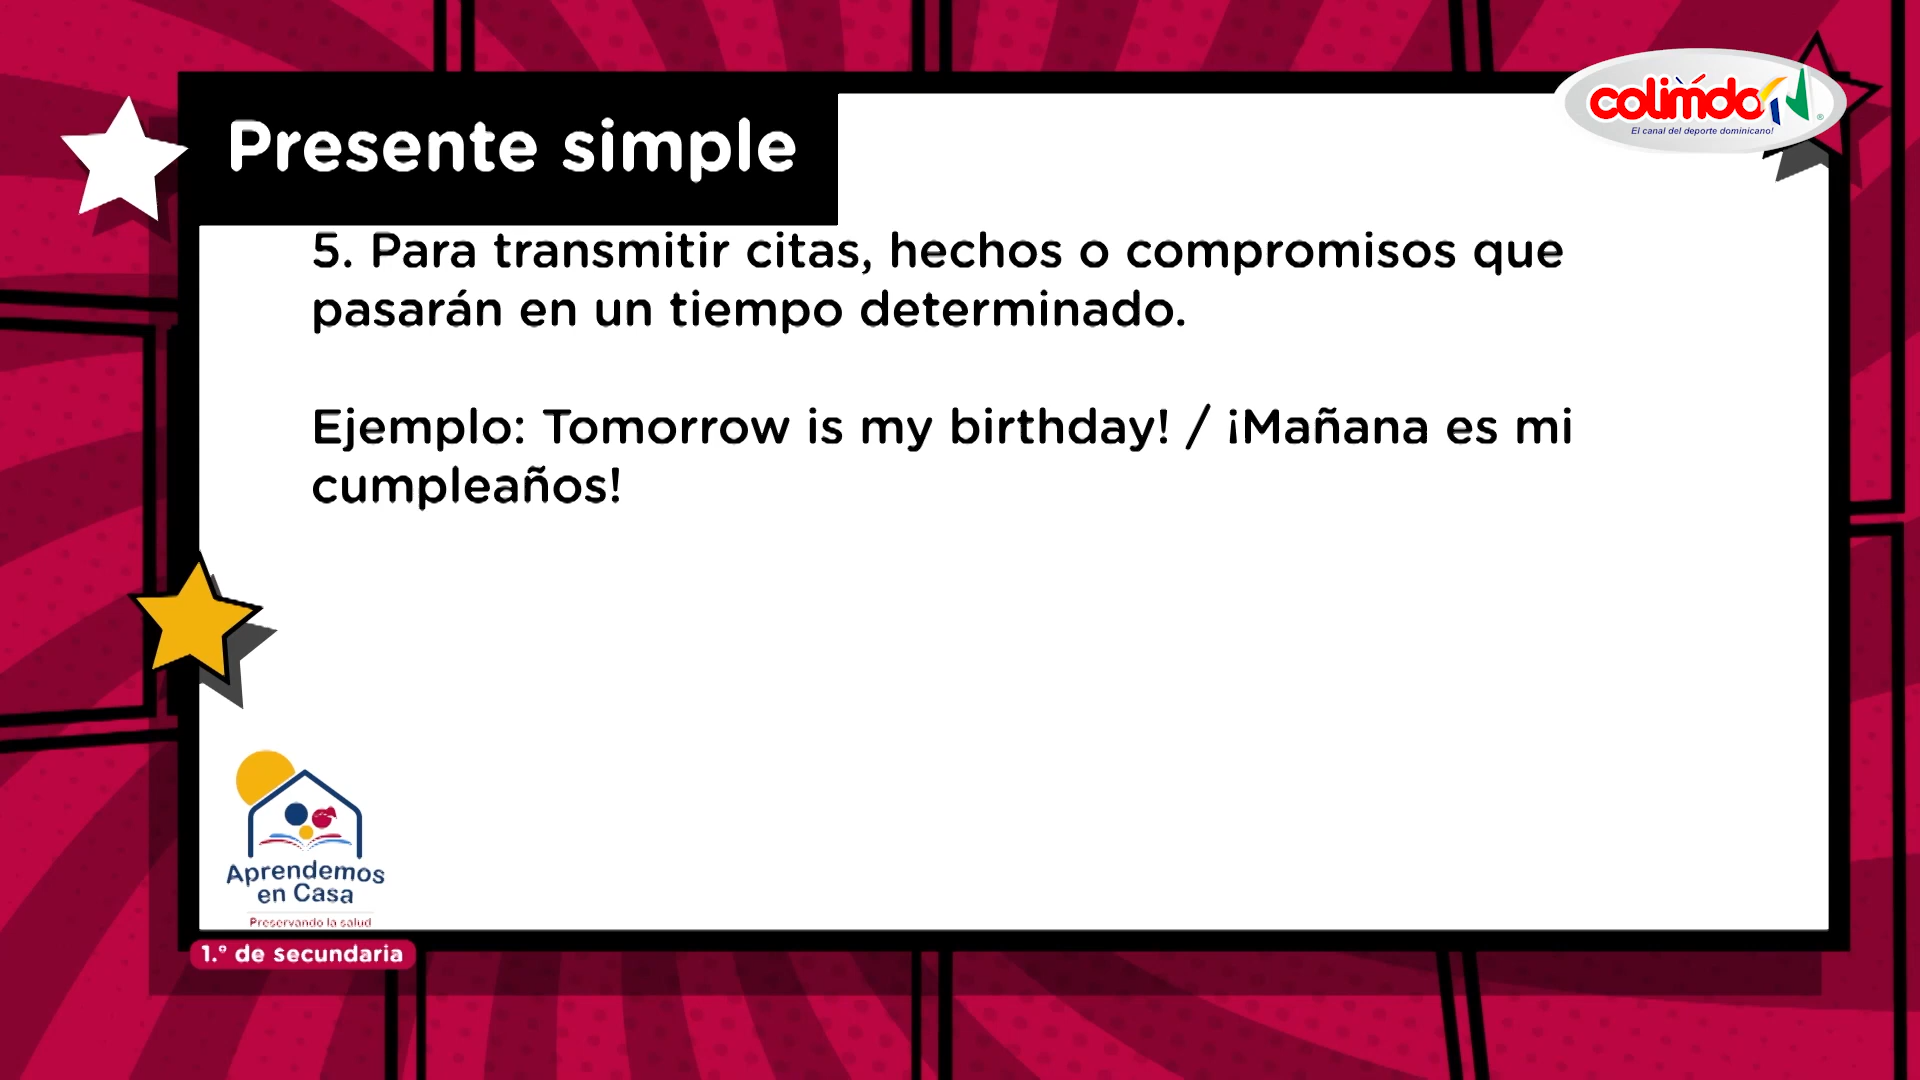 colimdo
El canal del deporte dominicano!
Presente simple
5. Para transmitir citas, hechos o compromisos que
pasarán en un tiempo determinado.
Ejemplo: Tomorrow is my birthday! / ¡Mañana es mi
cumpleaños!
Aprendemos
en Casa
Preservando la salud
1.° de secundaria